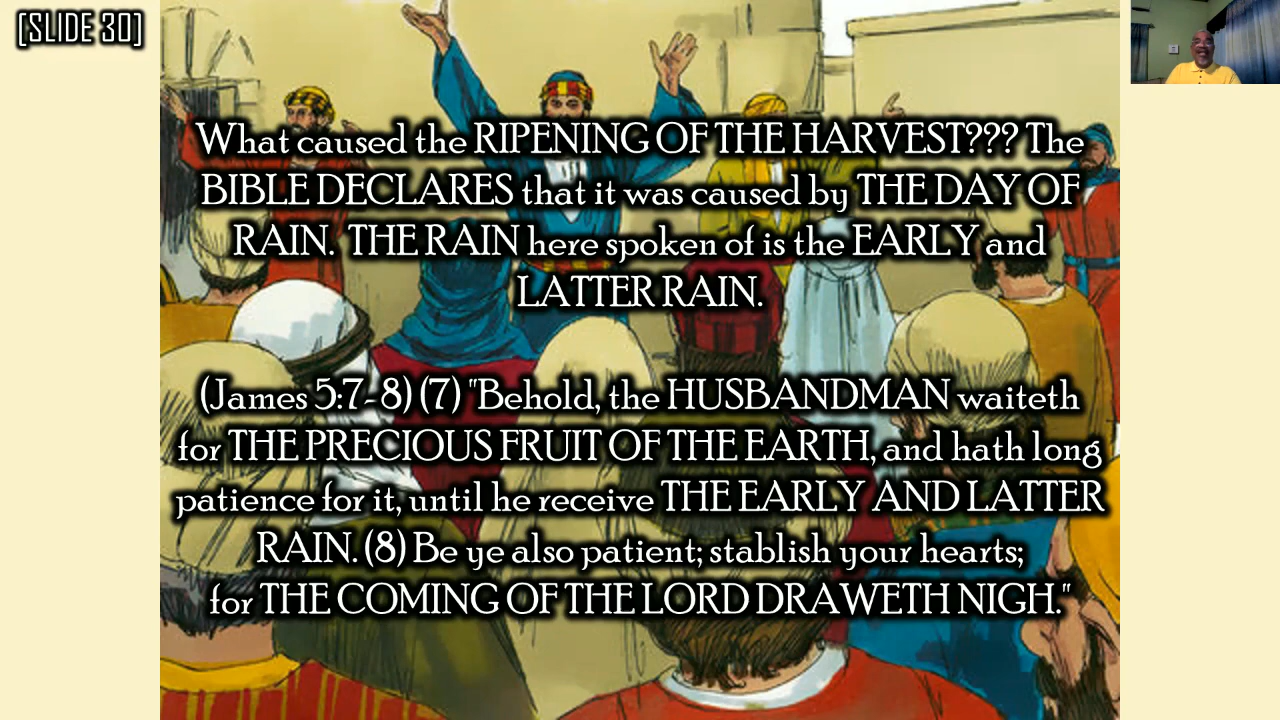 [SLIDE 30]
What caused the RIPENING OF THE HARVEST??? The
BIBLE DECLARES that it was caused by THE DAY OF
RAIN. THE RAIN here spoken of is the EARLY and
LATTER RAIN.
(James 5:7-8) (7) "Behold, the HUSBANDMAN waiteth
for THE PRECIOUS FRUIT OF THE EARTH, and hath long
patience for it, until he receive THE EARLY AND LATTER
RAIN. (8) Be ye also patient; stablish your hearts;
for THE COMING OF THE LORD DRAWETH NIGH."